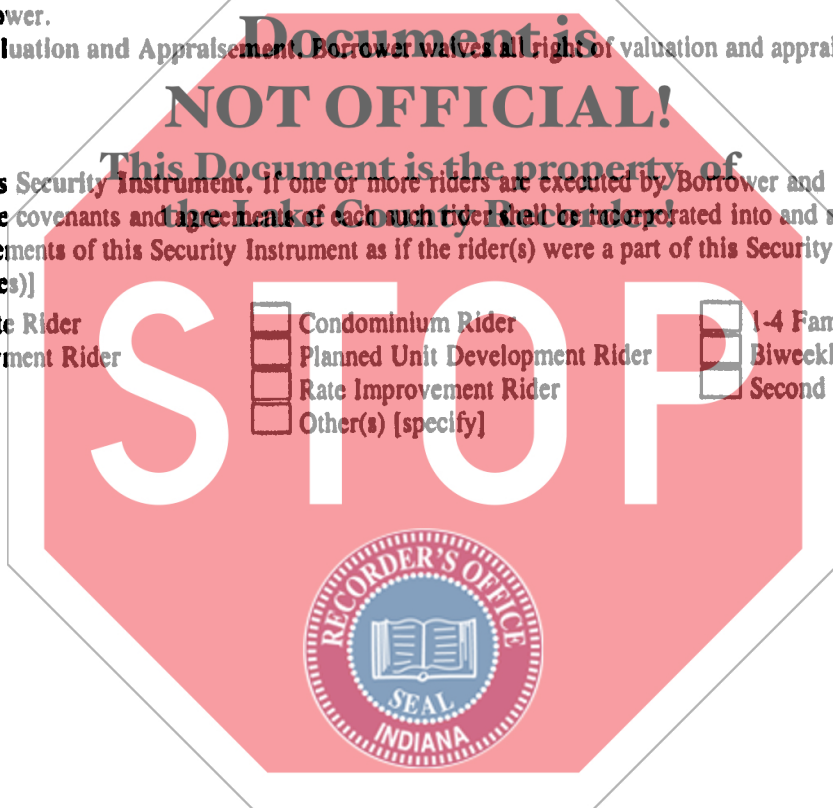 ower.
Document is
luation and Appraisement. Borrower waives all right of valuation and apprai
NOT OFFICIAL!
This Document is the property of
s Security Instrument. If one or more riders are executed by Borrower and
the Lake County Recorder!
e covenants and agreements of each such rider shall be incorporated into and s
ements of this Security Instrument as if the rider(s) were a part of this Security
es)]
te Rider Condominium Rider 1-4 Fam
ment Rider Planned Unit Development Rider Biweekl
Rate Improvement Rider Second
Other(s) [specify]
STOP
RECORDER'S OFFICE
SEAL
INDIANA